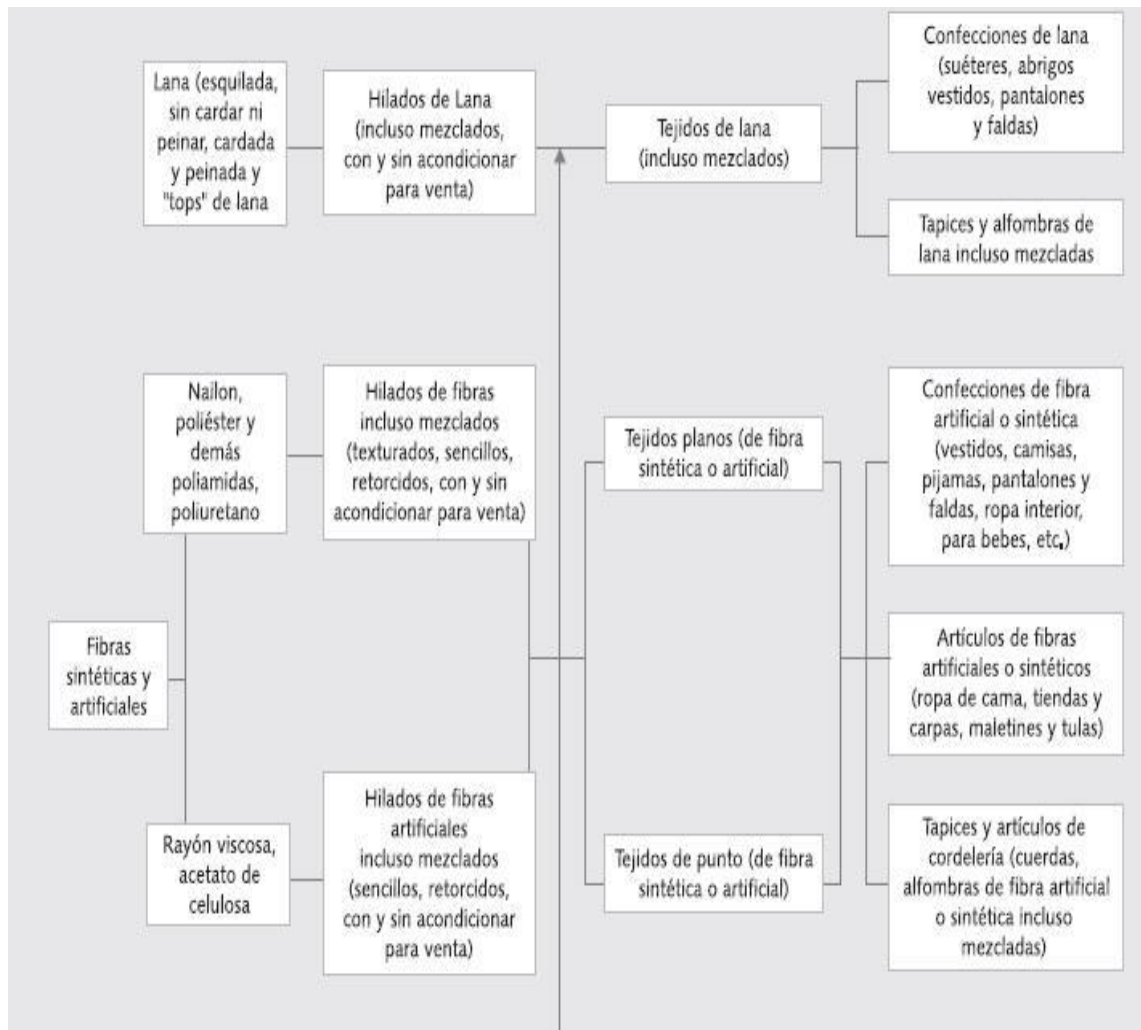 Lana (esquilada,
sin cardar ni
peinar, cardada
y peinada y
"tops" de lana
Hilados de Lana
(incluso mezclados,
con y sin acondicionar
para venta)
Tejidos de lana
(incluso mezclados)
Confecciones de lana
(suéteres, abrigos
vestidos, pantalones
y faldas)
Tapices y alfombras de
lana incluso mezcladas
Fibras
sintéticas y
artificiales
Nailon,
poliéster y
demás
poliamidas,
poliuretano
Hilados de fibras
incluso mezclados
(texturados, sencillos,
retorcidos, con y sin
acondicionar para venta)
Tejidos planos (de fibra
sintética o artificial)
Confecciones de fibra
artificial o sintética
(vestidos, camisas,
pijamas, pantalones y
faldas, ropa interior,
para bebes, etc.)
Artículos de fibras
artificiales o sintéticos
(ropa de cama, tiendas y
carpas, maletines y tulas)
Rayón viscosa,
acetato de
celulosa
Hilados de fibras
artificiales
incluso mezclados
(sencillos, retorcidos,
con y sin acondicionar
para venta)
Tejidos de punto (de fibra
sintética o artificial)
Tapices y artículos de
cordelería (cuerdas,
alfombras de fibra artificial
o sintética incluso
mezcladas)